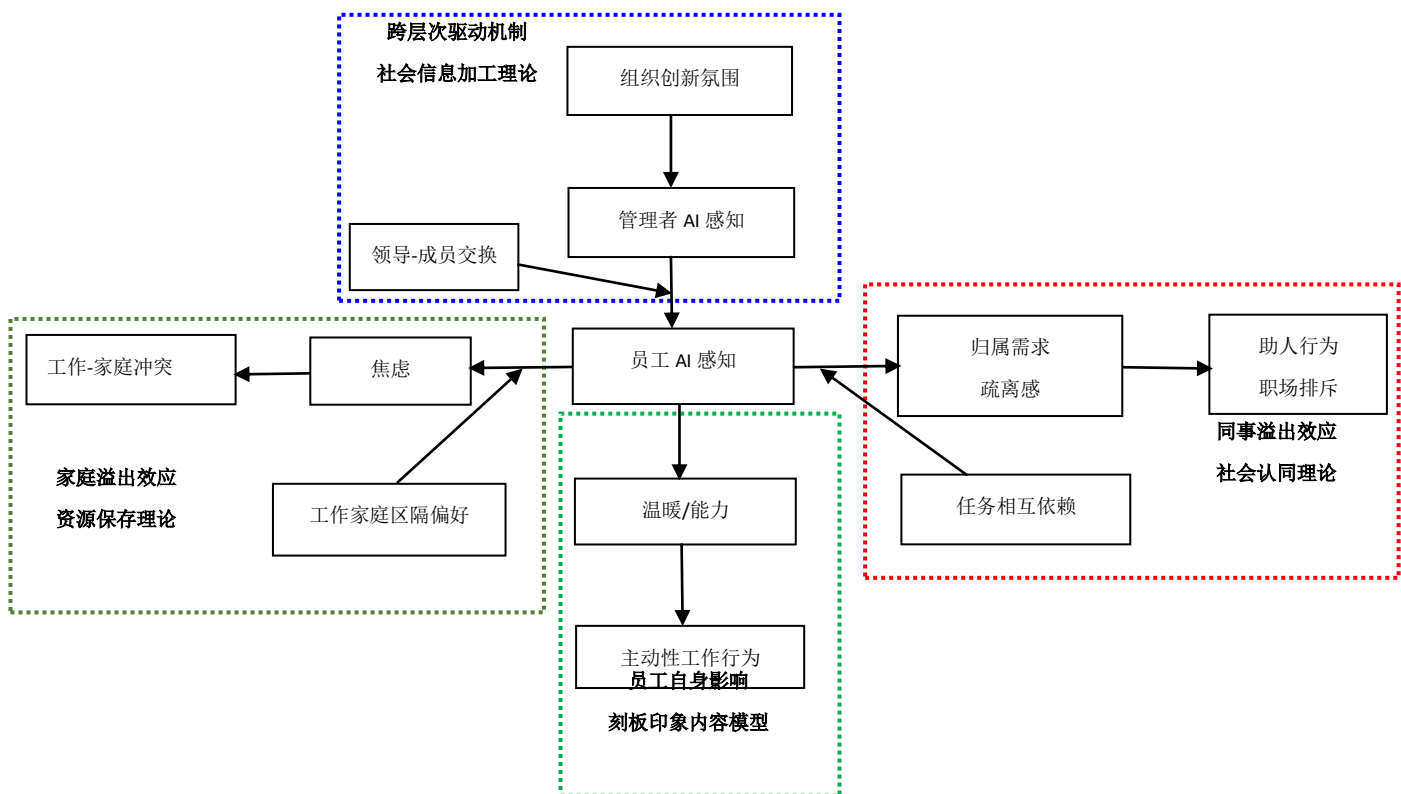 跨层次驱动机制
社会信息加工理论
组织创新氛围
管理者 AI 感知
领导-成员交换
员工 AI 感知
工作-家庭冲突
焦虑
家庭溢出效应
资源保存理论
工作家庭区隔偏好
归属需求
疏离感
助人行为
职场排斥
同事溢出效应
社会认同理论
任务相互依赖
温暖/能力
主动性工作行为
员工自身影响
刻板印象内容模型